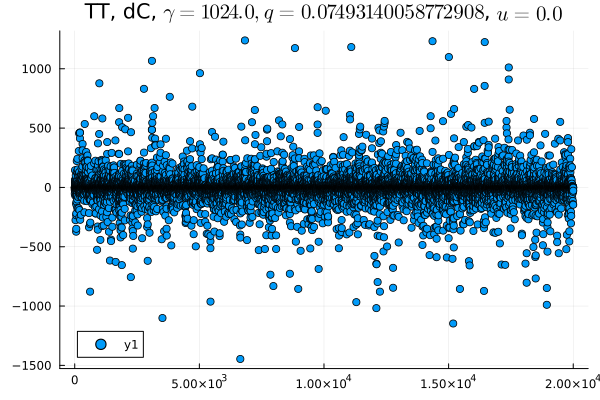 TT, dC, γ = 1024.0, q = 0.07493140058772908, u = 0.0
1000
500
0
−500
−1000
−1500
y1
0 5.00×10³ 1.00×10⁴ 1.50×10⁴ 2.00×10⁴